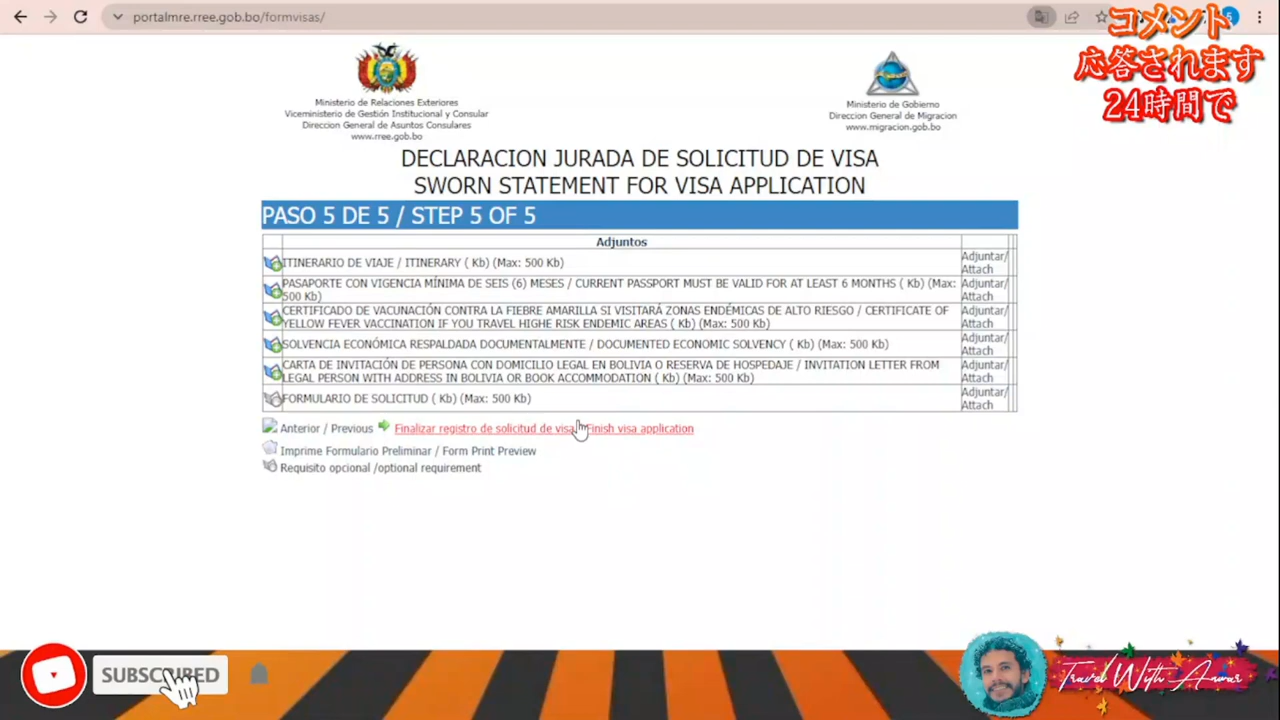 portalmre.rree.gob.bo/formvisas/
コメント
応答されます
24時間で
Ministerio de Relaciones Exteriores
Viceministerio de Gestión Institucional y Consular
Direccion General de Asuntos Consulares
www.rree.gob.bo
Ministerio de Gobierno
Direccion General de Migracion
www.migracion.gob.bo
DECLARACION JURADA DE SOLICITUD DE VISA
SWORN STATEMENT FOR VISA APPLICATION
PASO 5 DE 5 / STEP 5 OF 5
Adjuntos
ITINERARIO DE VIAJE / ITINERARY ( Kb) (Max: 500 Kb)
Adjuntar/
Attach
PASAPORTE CON VIGENCIA MÍNIMA DE SEIS (6) MESES / CURRENT PASSPORT MUST BE VALID FOR AT LEAST 6 MONTHS ( Kb) (Max:
500 Kb)
Adjuntar/
Attach
CERTIFICADO DE VACUNACIÓN CONTRA LA FIEBRE AMARILLA SI VISITARÁ ZONAS ENDÉMICAS DE ALTO RIESGO / CERTIFICATE OF
YELLOW FEVER VACCINATION IF YOU TRAVEL HIGHE RISK ENDEMIC AREAS ( Kb) (Max: 500 Kb)
Adjuntar/
Attach
SOLVENCIA ECONÓMICA RESPALDADA DOCUMENTALMENTE / DOCUMENTED ECONOMIC SOLVENCY ( Kb) (Max: 500 Kb)
Adjuntar/
Attach
CARTA DE INVITACIÓN DE PERSONA CON DOMICILIO LEGAL EN BOLIVIA O RESERVA DE HOSPEDAJE / INVITATION LETTER FROM
LEGAL PERSON WITH ADDRESS IN BOLIVIA OR BOOK ACCOMMODATION ( Kb) (Max: 500 Kb)
Adjuntar/
Attach
FORMULARIO DE SOLICITUD ( Kb) (Max: 500 Kb)
Adjuntar/
Attach
Anterior / Previous Finalizar registro de solicitud de visa / Finish visa application
Imprime Formulario Preliminar / Form Print Preview
Requisito opcional /optional requirement
SUBSCRIBED
Travel With Anwar